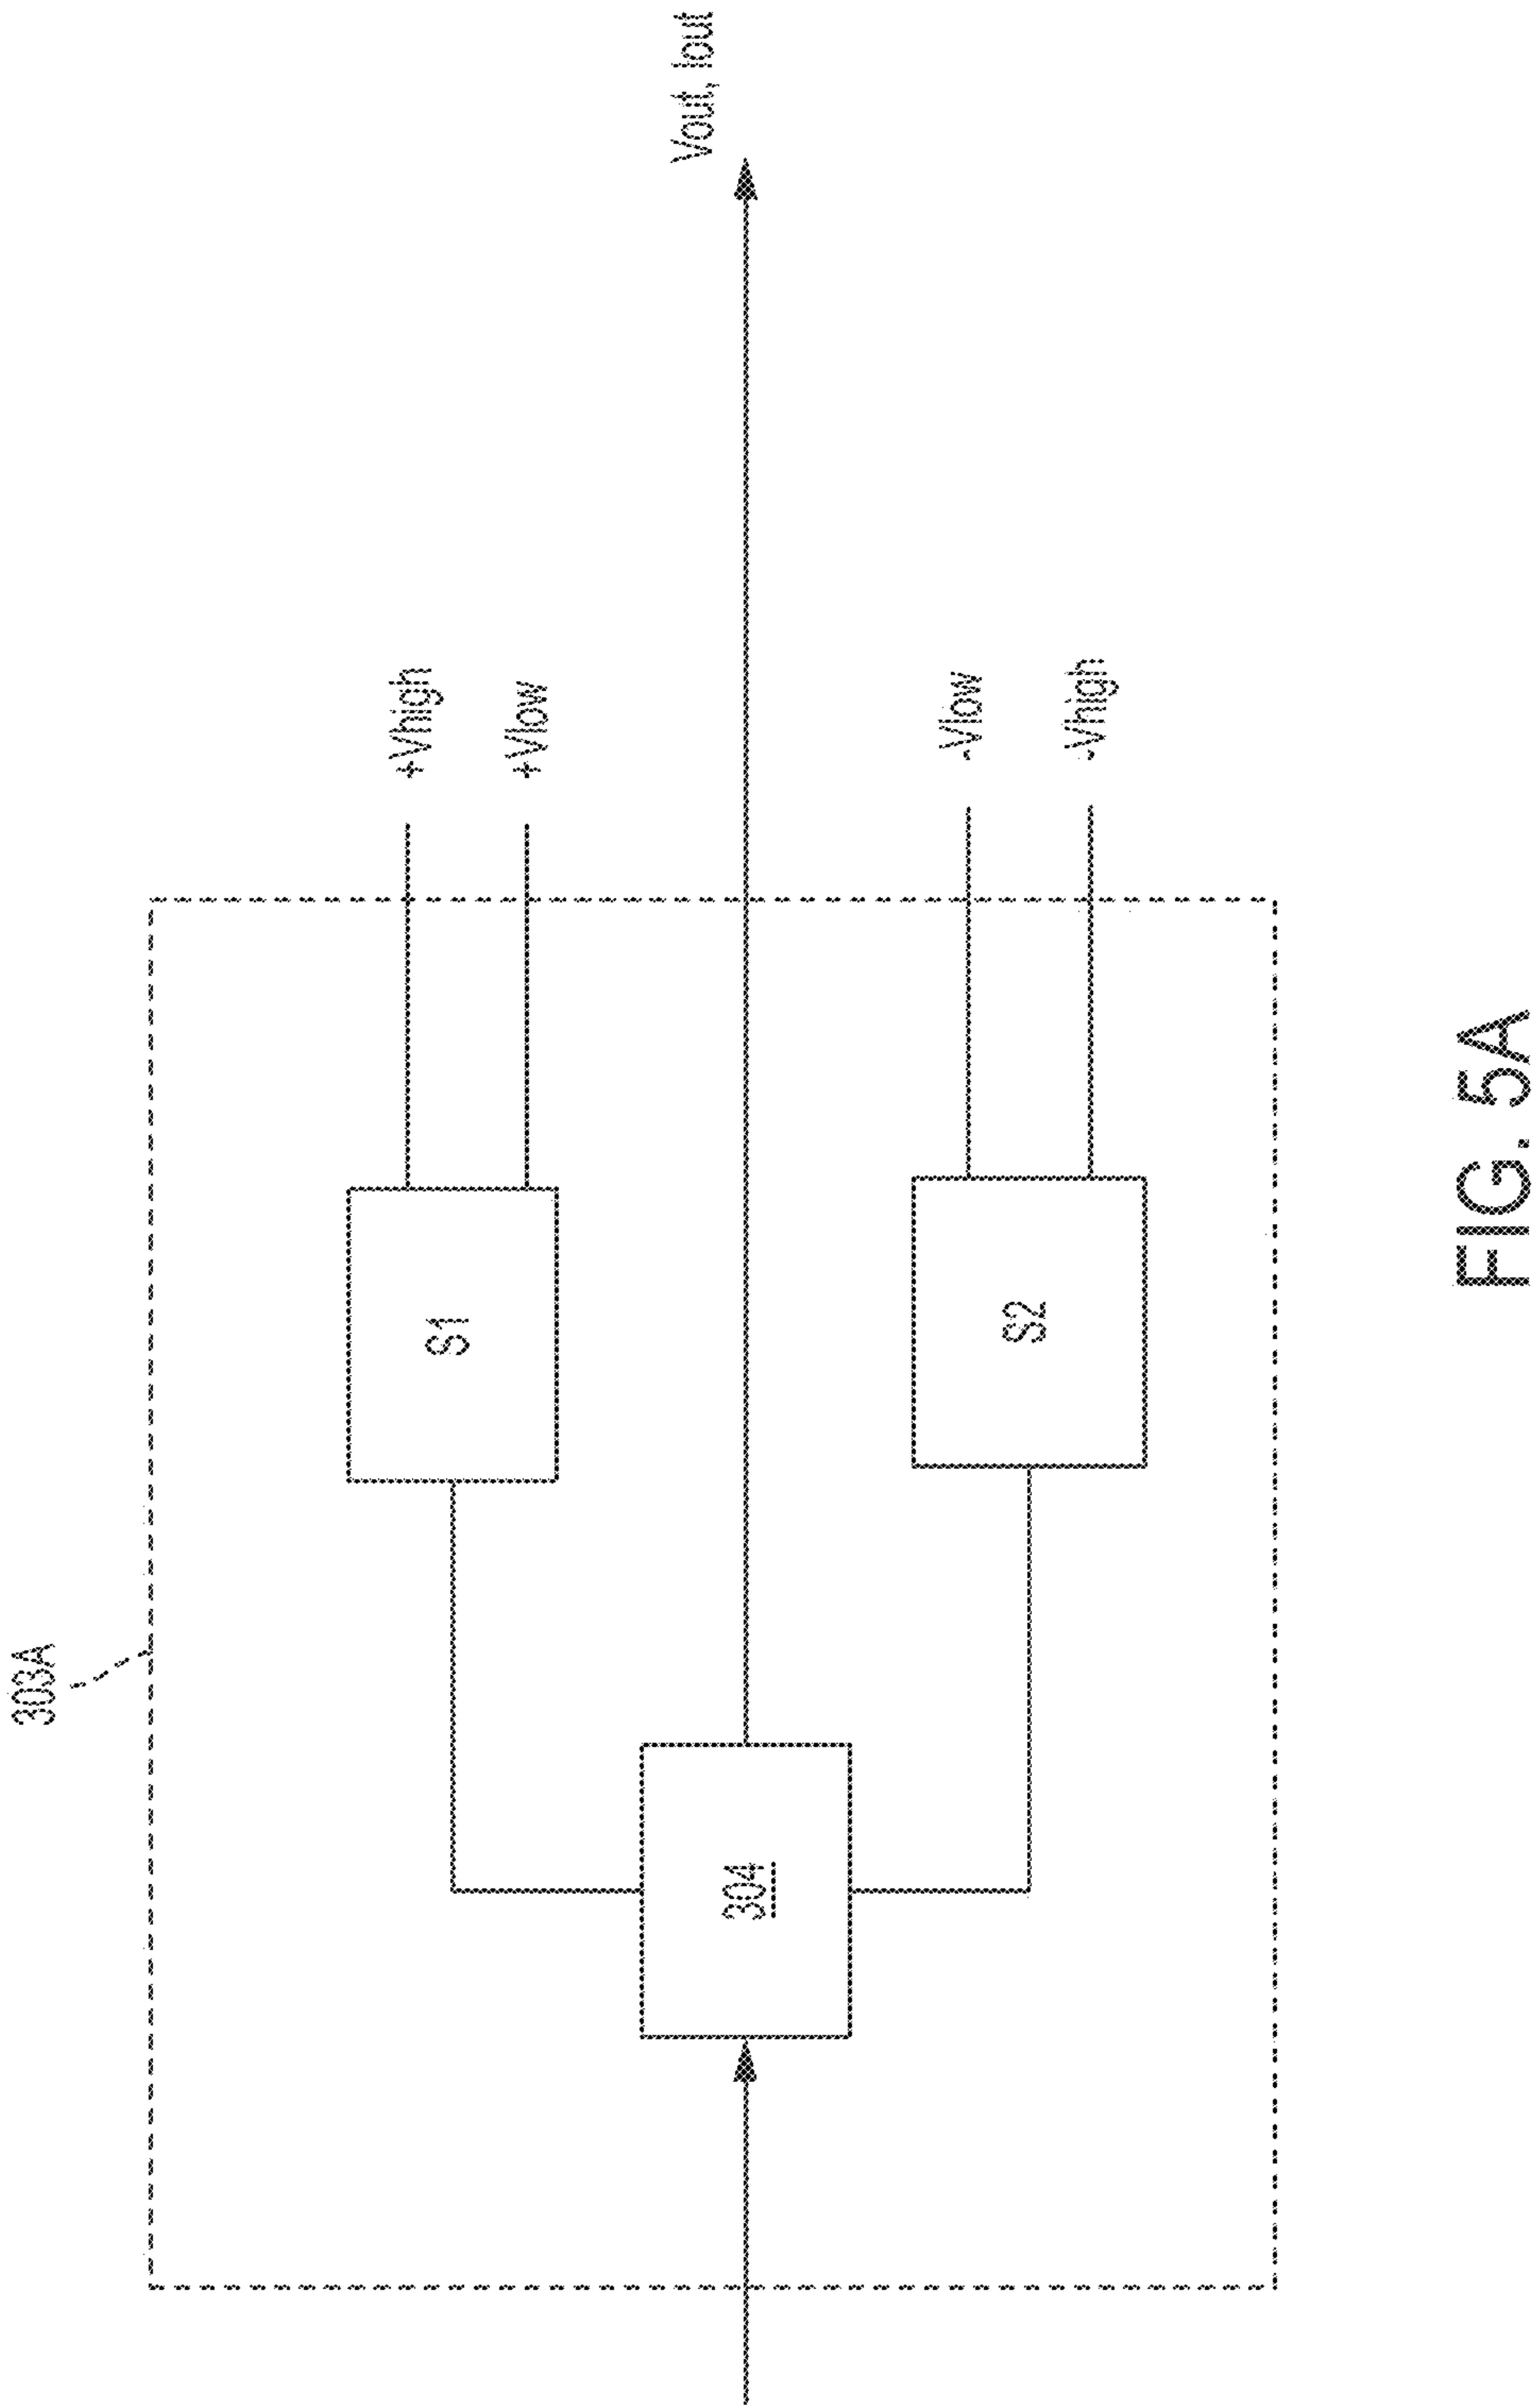 303A
+Vhigh
+Vlow
S1
Vout, Iout
304
-Vlow
-Vhigh
S2
FIG. 5A